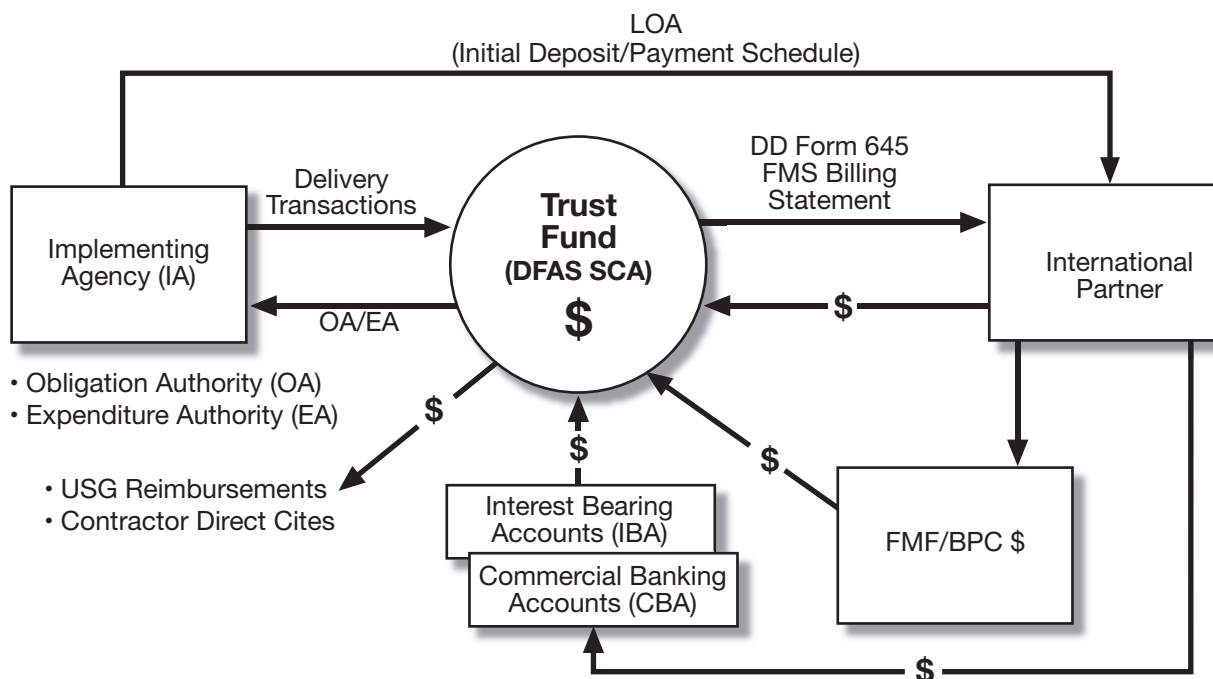 LOA
(Initial Deposit/Payment Schedule)
Delivery
Transactions
DD Form 645
FMS Billing
Statement
Implementing
Agency (IA)
Trust
Fund
(DFAS SCA)
$
International
Partner
OA/EA
$
• Obligation Authority (OA)
• Expenditure Authority (EA)
$
$
$
• USG Reimbursements
• Contractor Direct Cites
Interest Bearing
Accounts (IBA)
FMF/BPC $
Commercial Banking
Accounts (CBA)
$